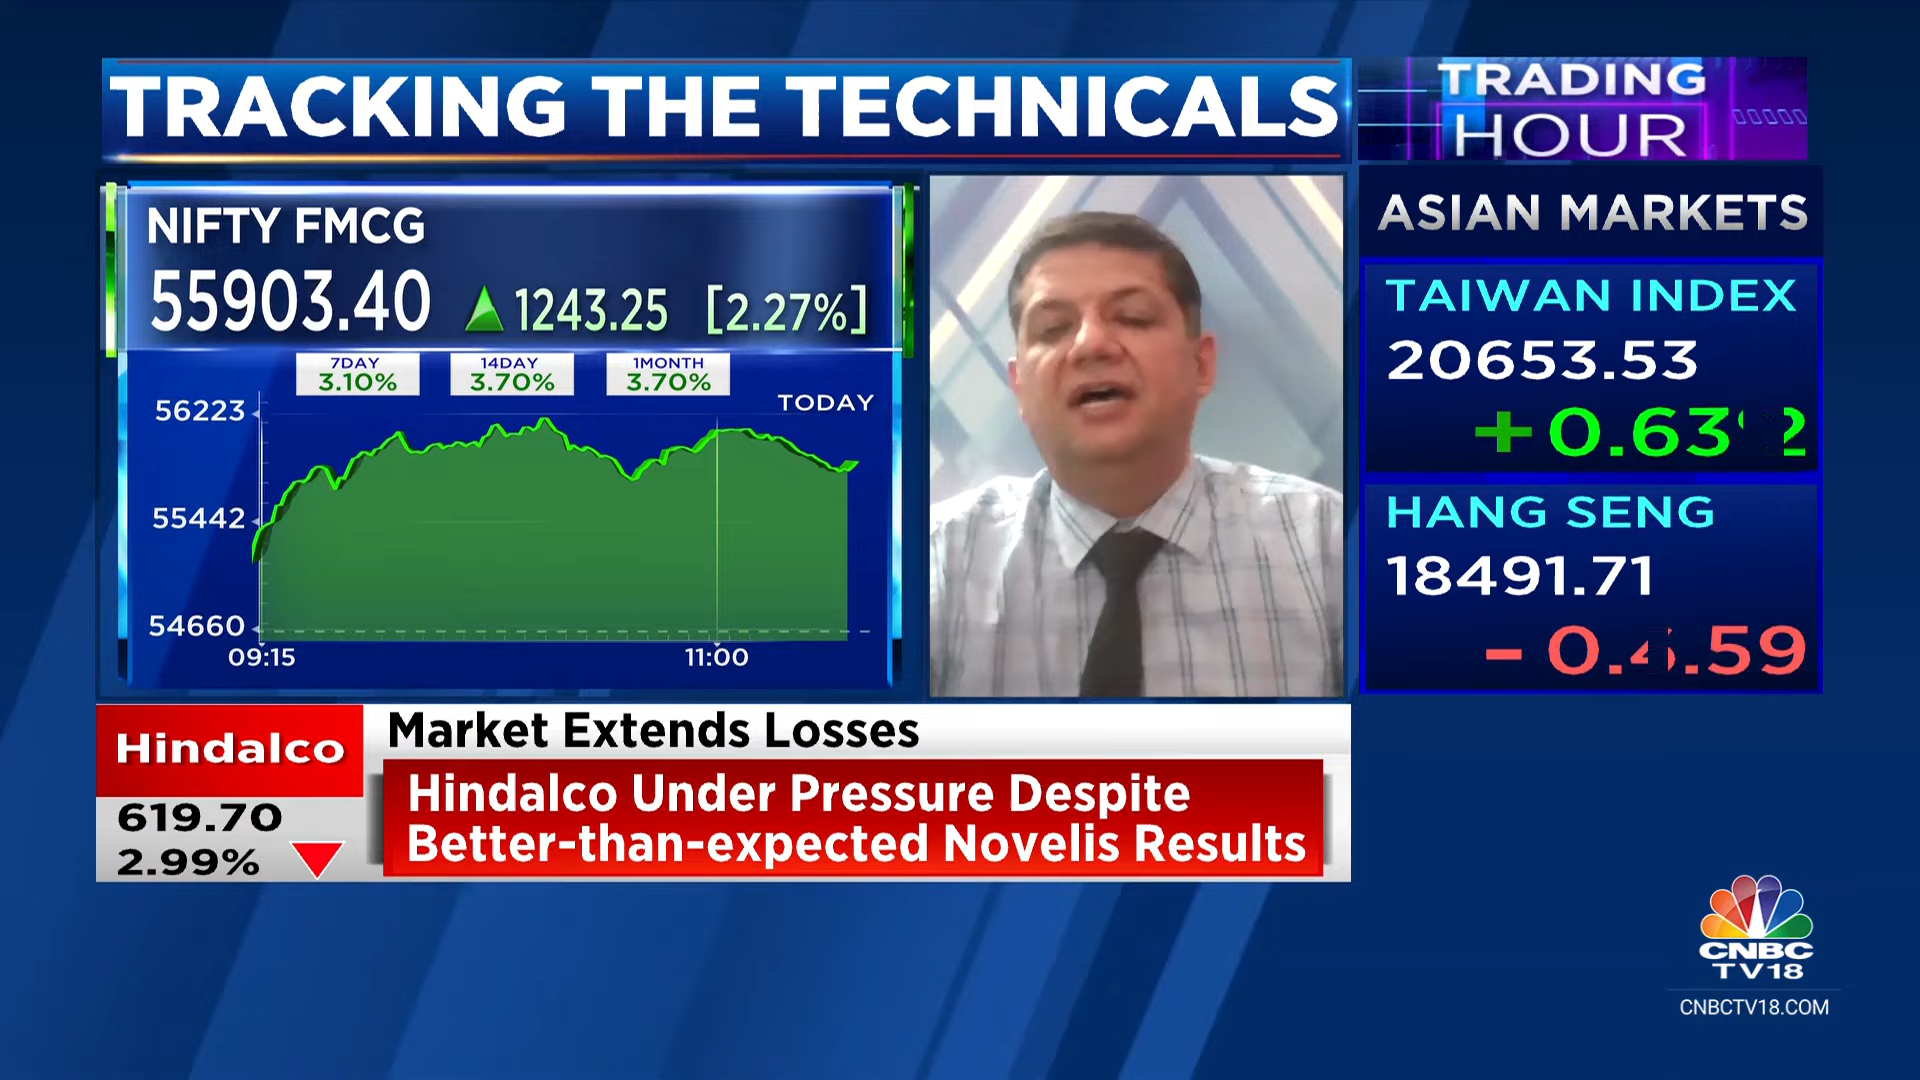 TRACKING THE TECHNICALS
TRADING
HOUR
NIFTY FMCG
55903.40 ▲ 1243.25 [2.27%]
7DAY
3.10%
14DAY
3.70%
1MONTH
3.70%
TODAY
56223
55442
54660
09:15
11:00
ASIAN MARKETS
TAIWAN INDEX
20653.53
HANG SENG
18491.71
Hindalco
619.70
2.99%
Market Extends Losses
Hindalco Under Pressure Despite
Better-than-expected Novelis Results
CNBC
TV18
CNBCTV18.COM